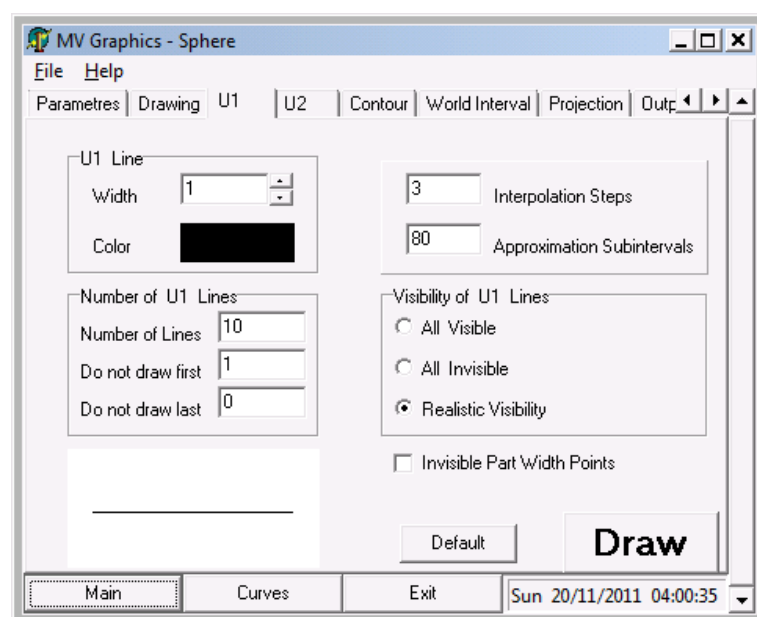 MV Graphics - Sphere
File Help
Parametres Drawing U1 U2 Contour World Interval Projection Outp
U1 Line
Width 1
Color
3 Interpolation Steps
80 Approximation Subintervals
Number of U1 Lines
Number of Lines 10
Do not draw first 1
Do not draw last 0
Visibility of U1 Lines
All Visible
All Invisible
Realistic Visibility
Invisible Part Width Points
Default Draw
Main Curves Exit Sun 20/11/2011 04:00:35